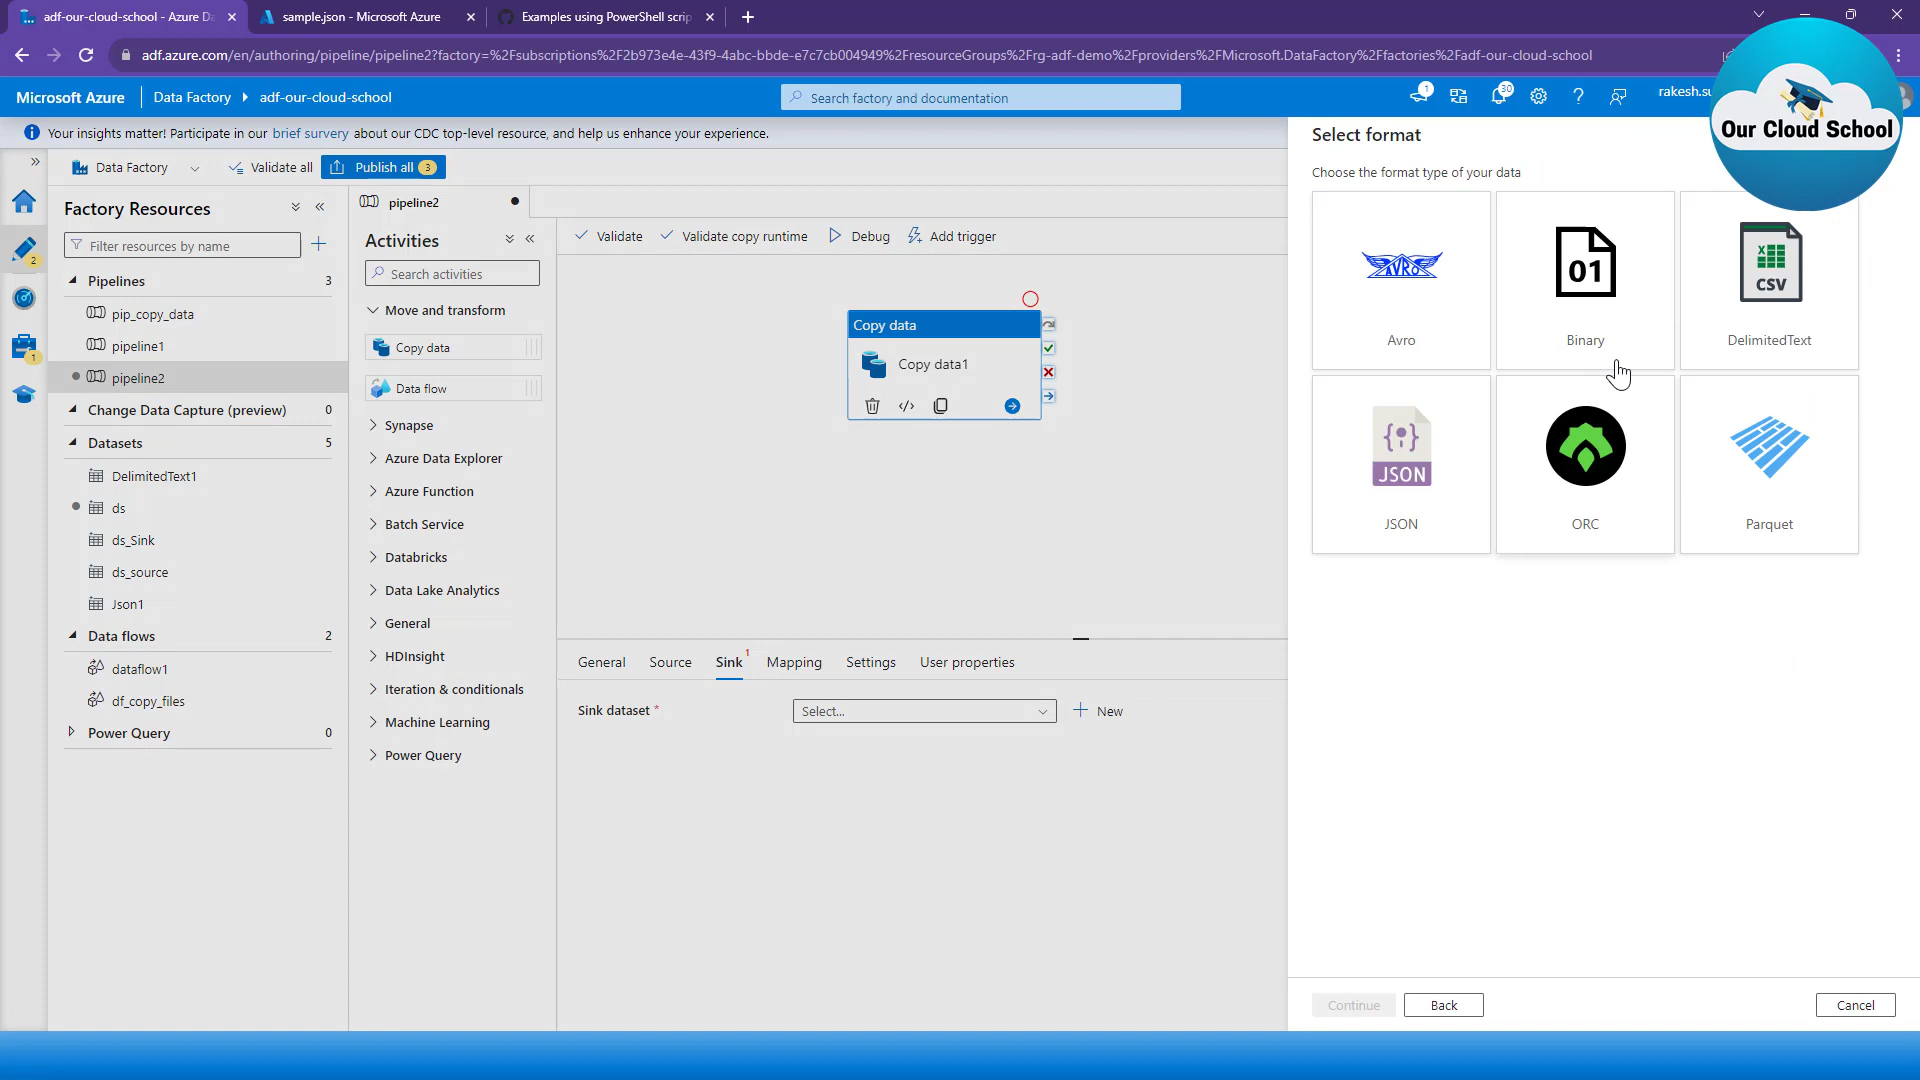 adf-our-cloud-school - Azure Da
sample.json - Microsoft Azure
Examples using PowerShell scrip
adf.azure.com/en/authoring/pipeline/pipeline2?factory=%2Fsubscriptions%2F2b973e4e-43f9-4abc-bbde-e7c7cb004949%2FresourceGroups%2Frg-adf-demo%2Fproviders%2FMicrosoft.DataFactory%2Ffactories%2Fadf-our-cloud-school
Microsoft Azure
Data Factory
adf-our-cloud-school
Search factory and documentation
1
30
rakesh.su
Our Cloud School
Your insights matter! Participate in our brief survey about our CDC top-level resource, and help us enhance your experience.
Data Factory
Validate all
Publish all 3
2
1
Factory Resources
Filter resources by name
Pipelines 3
pip_copy_data
pipeline1
pipeline2
Change Data Capture (preview) 0
Datasets 5
DelimitedText1
ds
ds_Sink
ds_source
Json1
Data flows 2
dataflow1
df_copy_files
Power Query 0
pipeline2
Activities
Search activities
Move and transform
Copy data
Data flow
Synapse
Azure Data Explorer
Azure Function
Batch Service
Databricks
Data Lake Analytics
General
HDInsight
Iteration & conditionals
Machine Learning
Power Query
Validate
Validate copy runtime
Debug
Add trigger
Copy data
Copy data1
General
Source
Sink 1
Mapping
Settings
User properties
Sink dataset *
Select...
New
Select format
Choose the format type of your data
AVRO
Avro
01
Binary
CSV
DelimitedText
JSON
JSON
ORC
Parquet
Continue
Back
Cancel